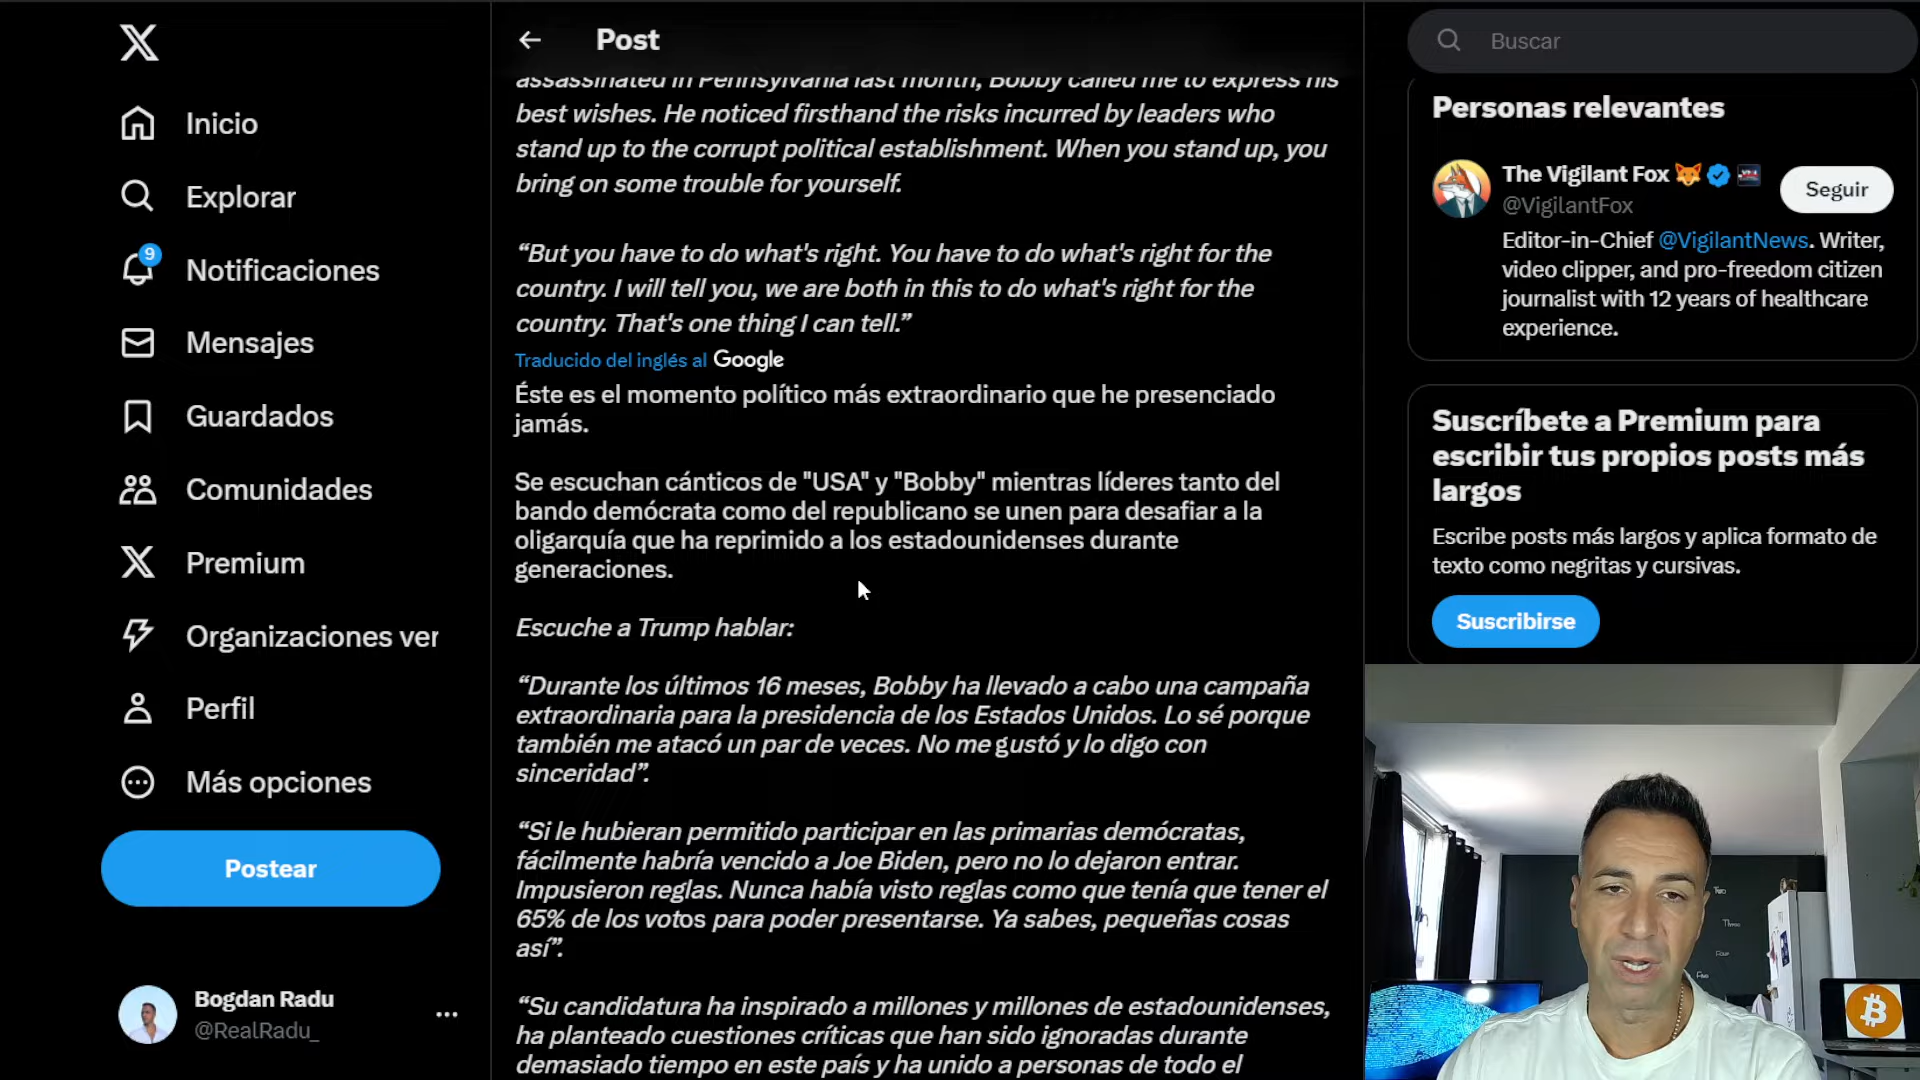 Inicio
Explorar
9
Notificaciones
Mensajes
Guardados
Comunidades
Premium
Organizaciones ver
Perfil
Más opciones
Postear
Bogdan Radu
@RealRadu_
Post
assassinated in Pennsylvania last month, Bobby called me to express his
best wishes. He noticed firsthand the risks incurred by leaders who
stand up to the corrupt political establishment. When you stand up, you
bring on some trouble for yourself.
“But you have to do what's right. You have to do what's right for the
country. I will tell you, we are both in this to do what's right for the
country. That's one thing I can tell.”
Traducido del inglés al Google
Éste es el momento político más extraordinario que he presenciado
jamás.
Se escuchan cánticos de "USA" y "Bobby" mientras líderes tanto del
bando demócrata como del republicano se unen para desafiar a la
oligarquía que ha reprimido a los estadounidenses durante
generaciones.
Escuche a Trump hablar:
“Durante los últimos 16 meses, Bobby ha llevado a cabo una campaña
extraordinaria para la presidencia de los Estados Unidos. Lo sé porque
también me atacó un par de veces. No me gustó y lo digo con
sinceridad”.
“Si le hubieran permitido participar en las primarias demócratas,
fácilmente habría vencido a Joe Biden, pero no lo dejaron entrar.
Impusieron reglas. Nunca había visto reglas como que tenía que tener el
65% de los votos para poder presentarse. Ya sabes, pequeñas cosas
así”.
“Su candidatura ha inspirado a millones y millones de estadounidenses,
ha planteado cuestiones críticas que han sido ignoradas durante
demasiado tiempo en este país y ha unido a personas de todo el
Buscar
Personas relevantes
The Vigilant Fox
@VigilantFox
Seguir
Editor-in-Chief @VigilantNews. Writer,
video clipper, and pro-freedom citizen
journalist with 12 years of healthcare
experience.
Suscríbete a Premium para
escribir tus propios posts más
largos
Escribe posts más largos y aplica formato de
texto como negritas y cursivas.
Suscribirse